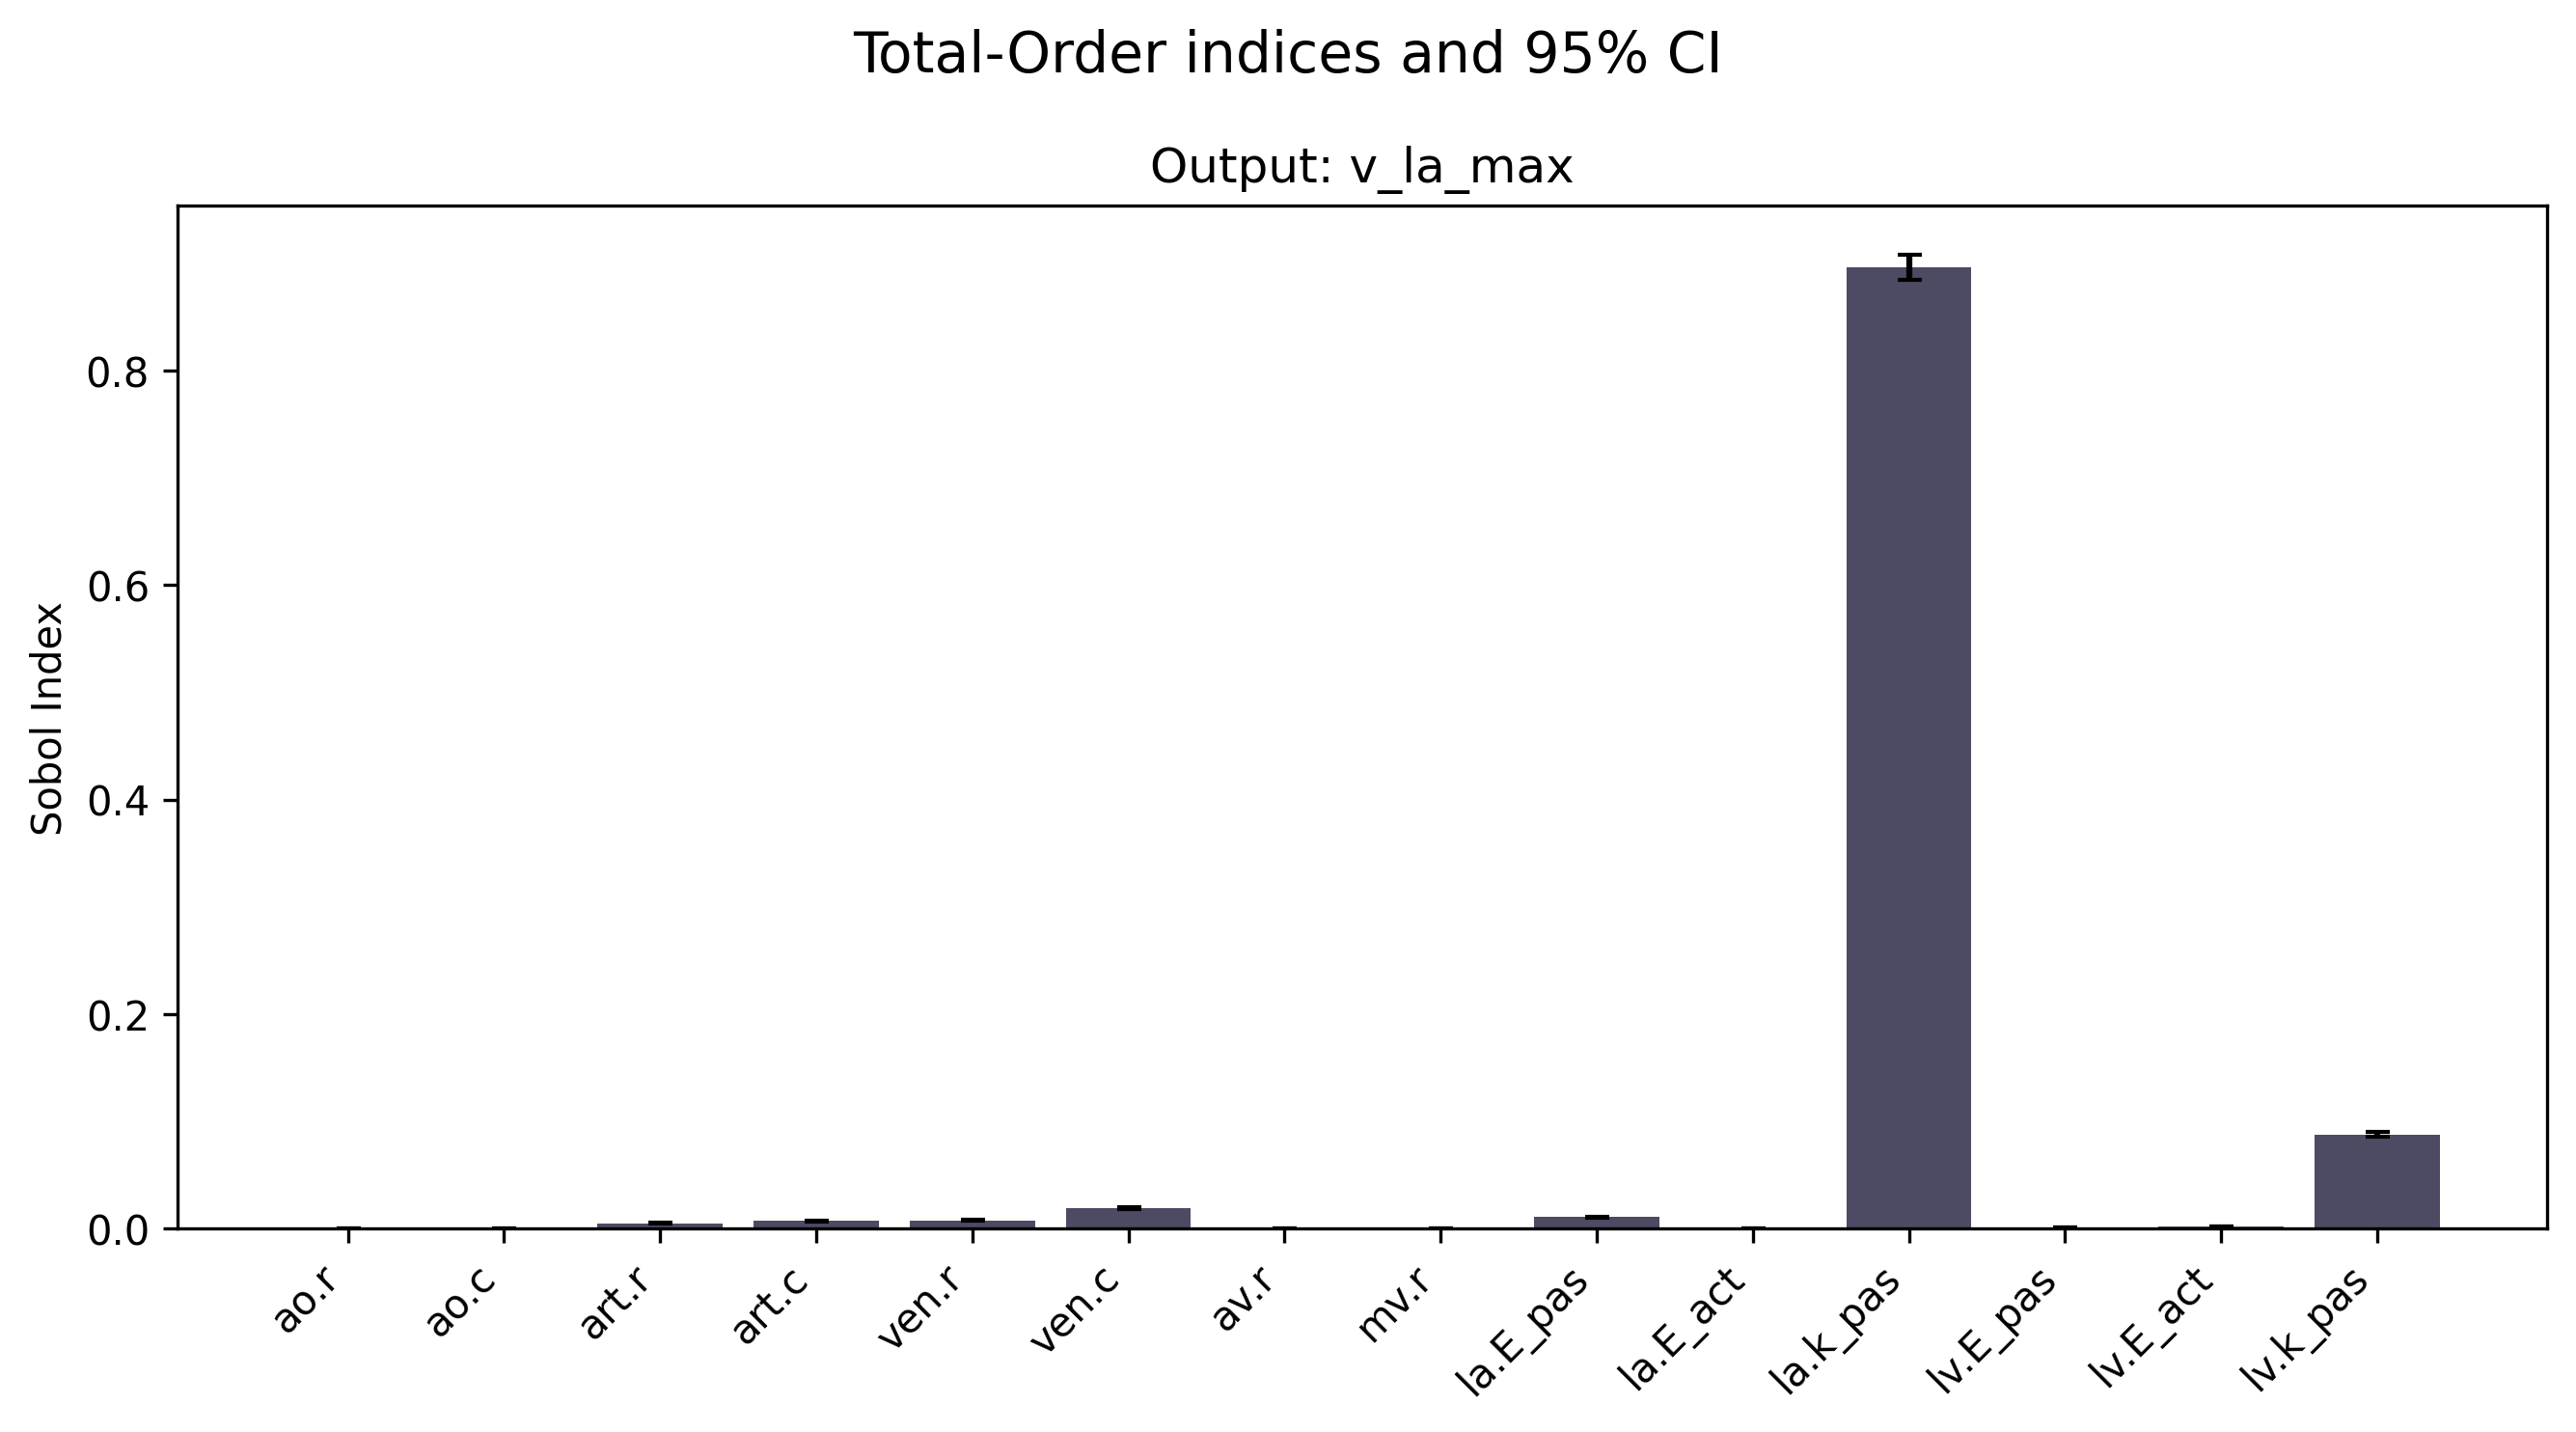 Total-Order indices and 95% CI
Output: v_la_max
Sobol Index
0.8
0.6
0.4
0.2
0.0
ao.r
ao.c
art.r
art.c
ven.r
ven.c
av.r
mv.r
la.E_pas
la.E_act
la.k_pas
lv.E_pas
lv.E_act
lv.k_pas